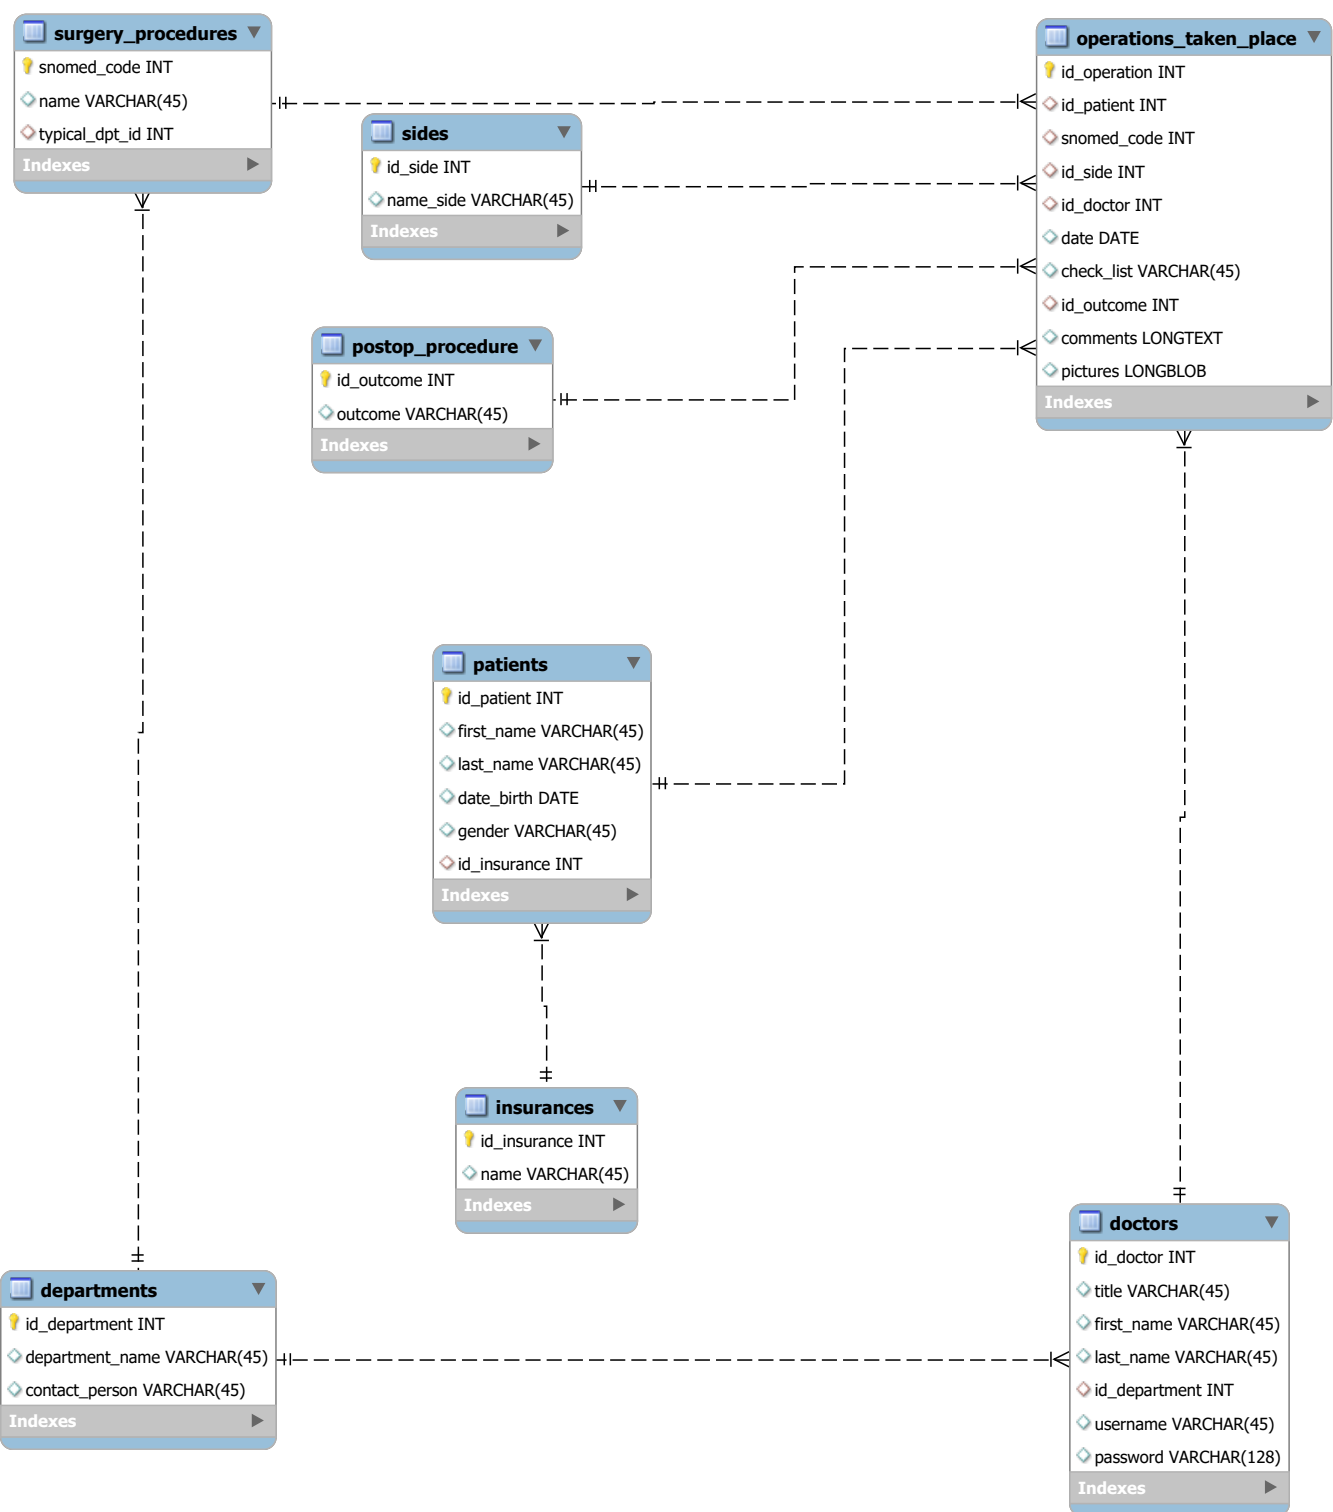 surgery_procedures
snomed_code INT
name VARCHAR(45)
typical_dpt_id INT
Indexes
operations_taken_place
id_operation INT
id_patient INT
snomed_code INT
id_side INT
id_doctor INT
date DATE
check_list VARCHAR(45)
id_outcome INT
comments LONGTEXT
pictures LONGBLOB
Indexes
sides
id_side INT
name_side VARCHAR(45)
Indexes
postop_procedure
id_outcome INT
outcome VARCHAR(45)
Indexes
patients
id_patient INT
first_name VARCHAR(45)
last_name VARCHAR(45)
date_birth DATE
gender VARCHAR(45)
id_insurance INT
Indexes
insurances
id_insurance INT
name VARCHAR(45)
Indexes
departments
id_department INT
department_name VARCHAR(45)
contact_person VARCHAR(45)
Indexes
doctors
id_doctor INT
title VARCHAR(45)
first_name VARCHAR(45)
last_name VARCHAR(45)
id_department INT
username VARCHAR(45)
password VARCHAR(128)
Indexes